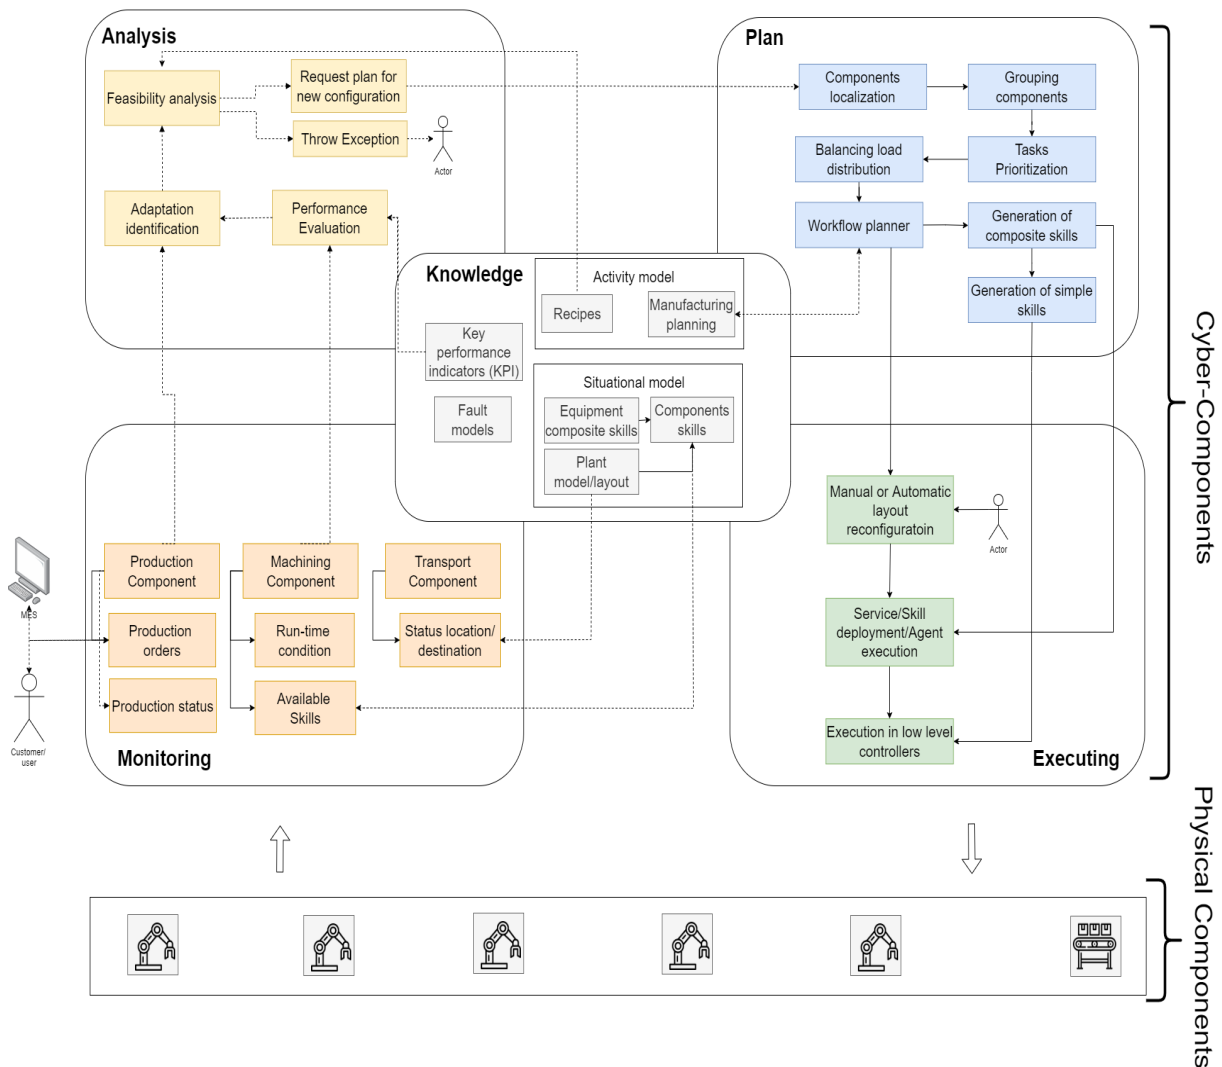 Analysis
Feasibility analysis
Request plan for
new configuration
Throw Exception
Actor
Adaptation
identification
Performance
Evaluation
Plan
Components
localization
Grouping
components
Balancing load
distribution
Tasks
Prioritization
Workflow planner
Generation of
composite skills
Generation of simple
skills
Knowledge
Activity model
Recipes
Manufacturing
planning
Key
performance
indicators (KPI)
Fault
models
Situational model
Equipment
composite skills
Components
skills
Plant
model/layout
Production
Component
Machining
Component
Transport
Component
Production
orders
Run-time
condition
Status location/
destination
Production status
Available
Skills
Monitoring
MES
Customer/
user
Manual or Automatic
layout
reconfiguratoin
Actor
Service/Skill
deployment/Agent
execution
Execution in low level
controllers
Executing
Cyber-Components
Physical Components